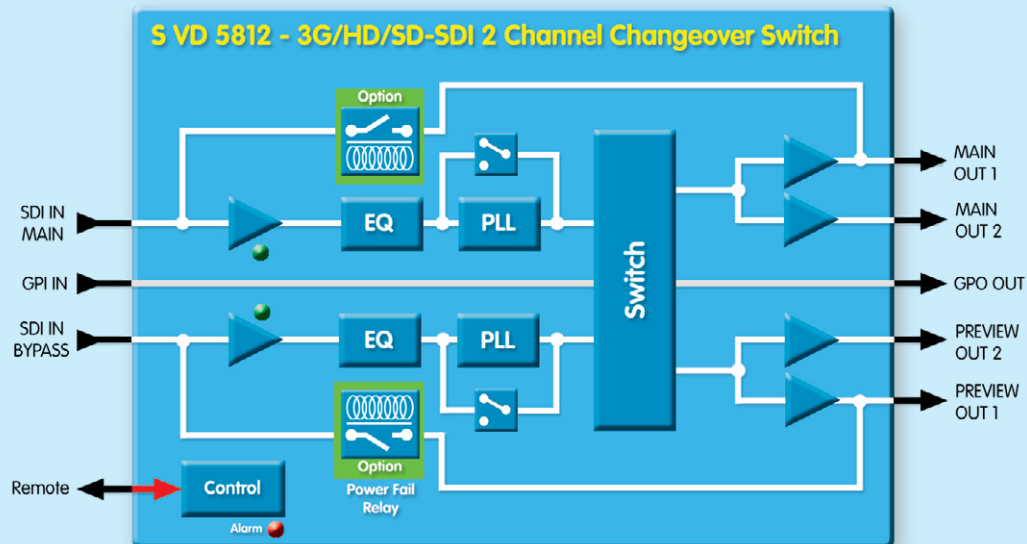 S VD 5812 - 3G/HD/SD-SDI 2 Channel Changeover Switch
Option
SDI IN
MAIN
EQ
PLL
Switch
MAIN
OUT 1
MAIN
OUT 2
GPI IN
GPO OUT
SDI IN
BYPASS
EQ
PLL
PREVIEW
OUT 2
PREVIEW
OUT 1
Option
Power Fail
Relay
Remote
Control
Alarm